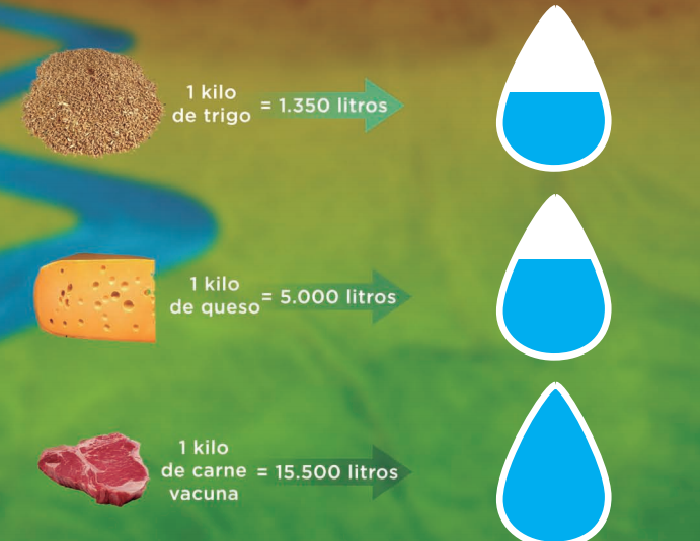 1 kilo
de trigo = 1.350 litros
1 kilo
de queso = 5.000 litros
1 kilo
de carne = 15.500 litros
vacuna